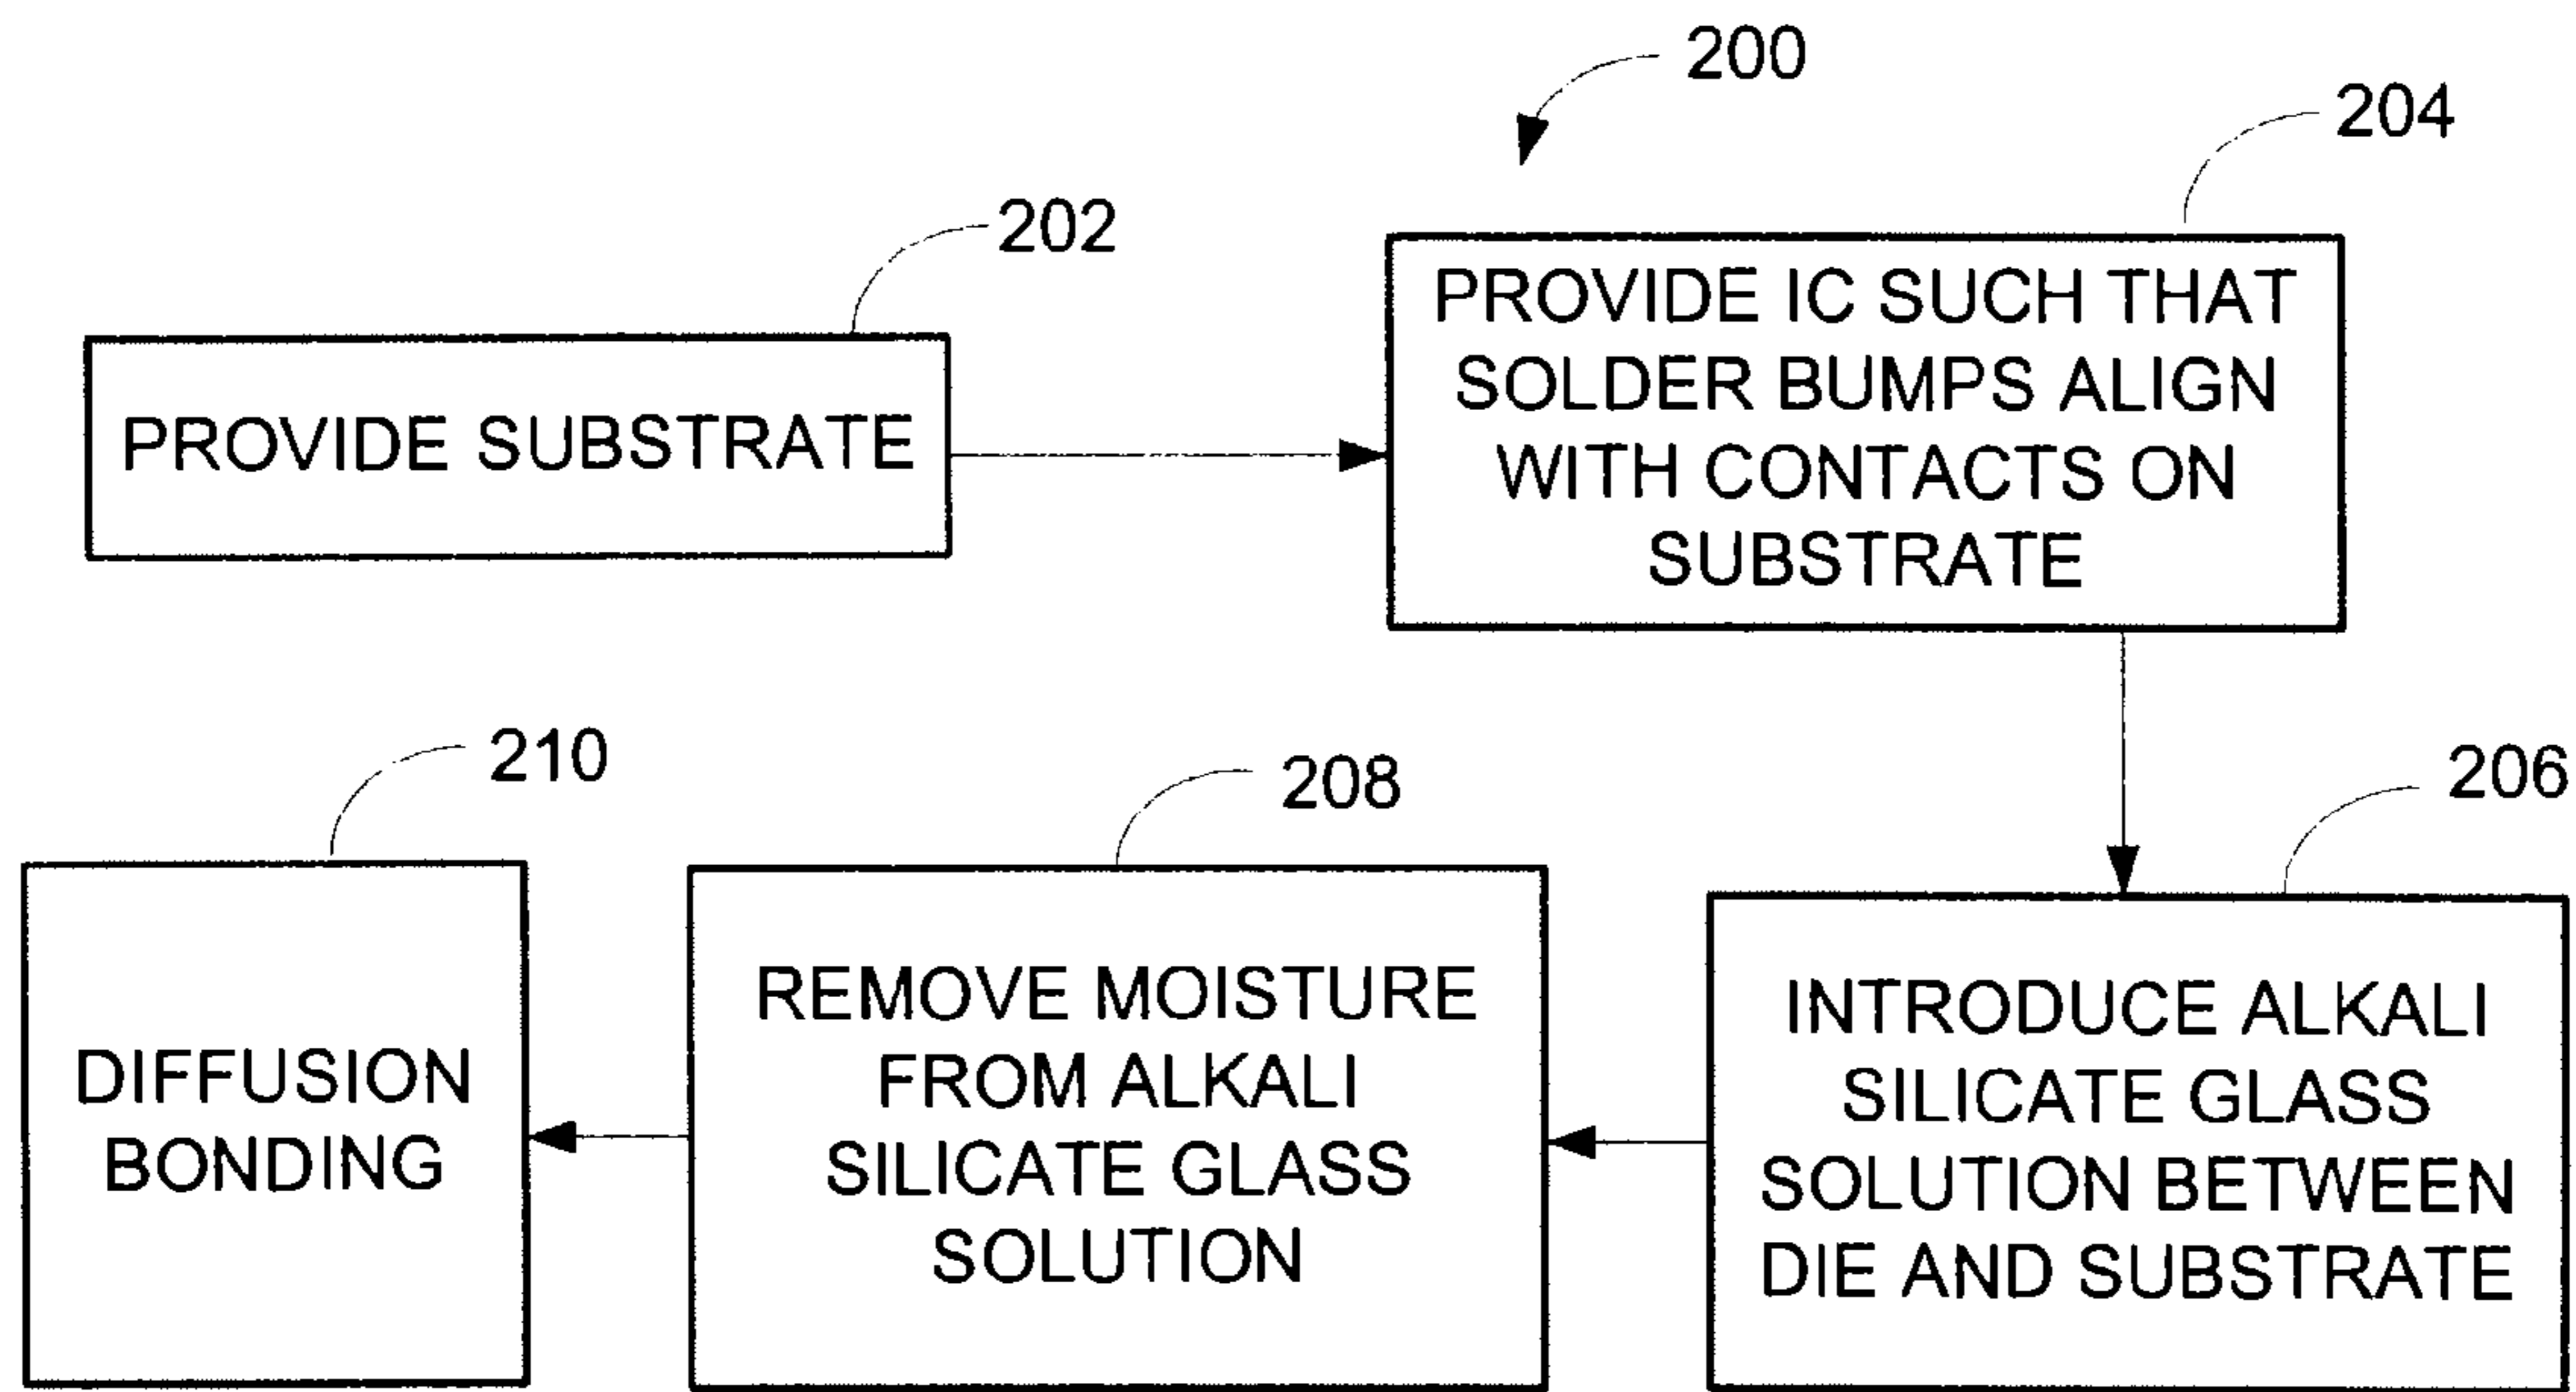 200
202
PROVIDE SUBSTRATE
204
PROVIDE IC SUCH THAT
SOLDER BUMPS ALIGN
WITH CONTACTS ON
SUBSTRATE
206
INTRODUCE ALKALI
SILICATE GLASS
SOLUTION BETWEEN
DIE AND SUBSTRATE
208
REMOVE MOISTURE
FROM ALKALI
SILICATE GLASS
SOLUTION
210
DIFFUSION
BONDING